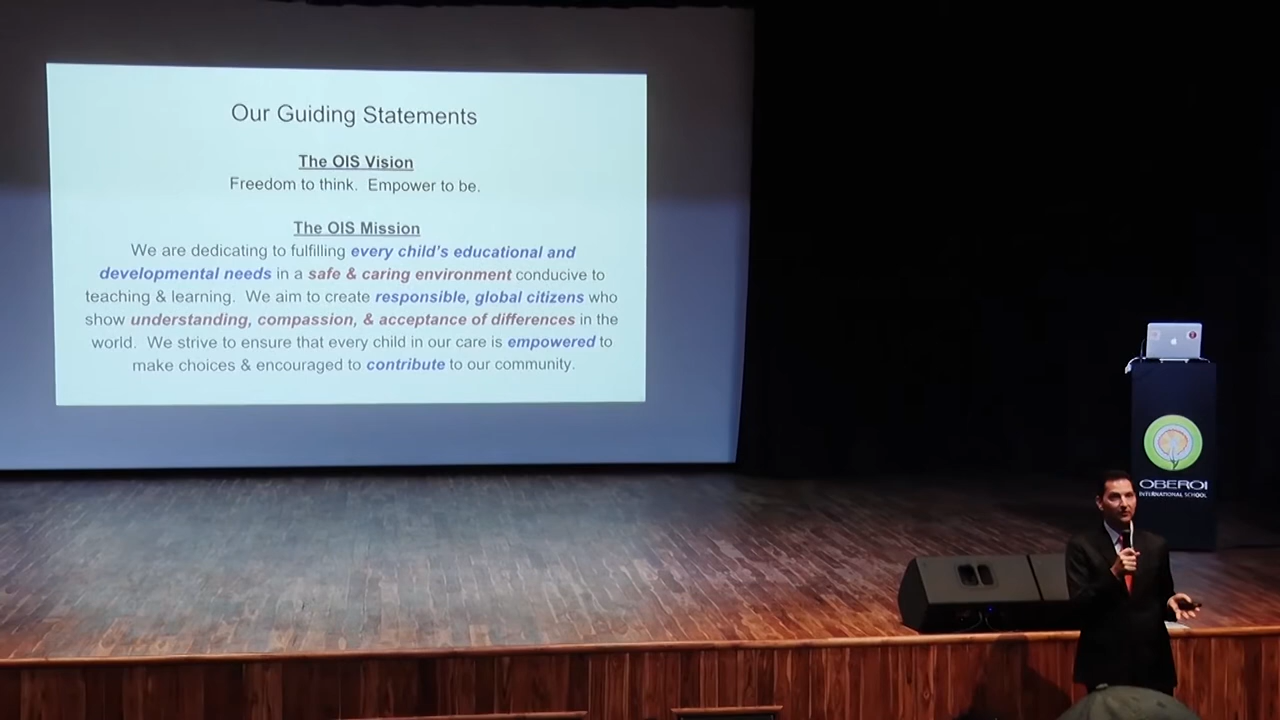 Our Guiding Statements
The OIS Vision
Freedom to think. Empower to be.
The OIS Mission
We are dedicating to fulfilling every child's educational and
developmental needs in a safe & caring environment conducive to
teaching & learning. We aim to create responsible, global citizens who
show understanding, compassion, & acceptance of differences in the
world. We strive to ensure that every child in our care is empowered to
make choices & encouraged to contribute to our community.
OBEROI
INTERNATIONAL SCHOOL